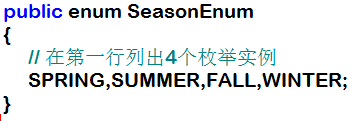 public enum SeasonEnum
{
// 在第一行列出4个枚举实例
SPRING,SUMMER,FALL,WINTER;
}